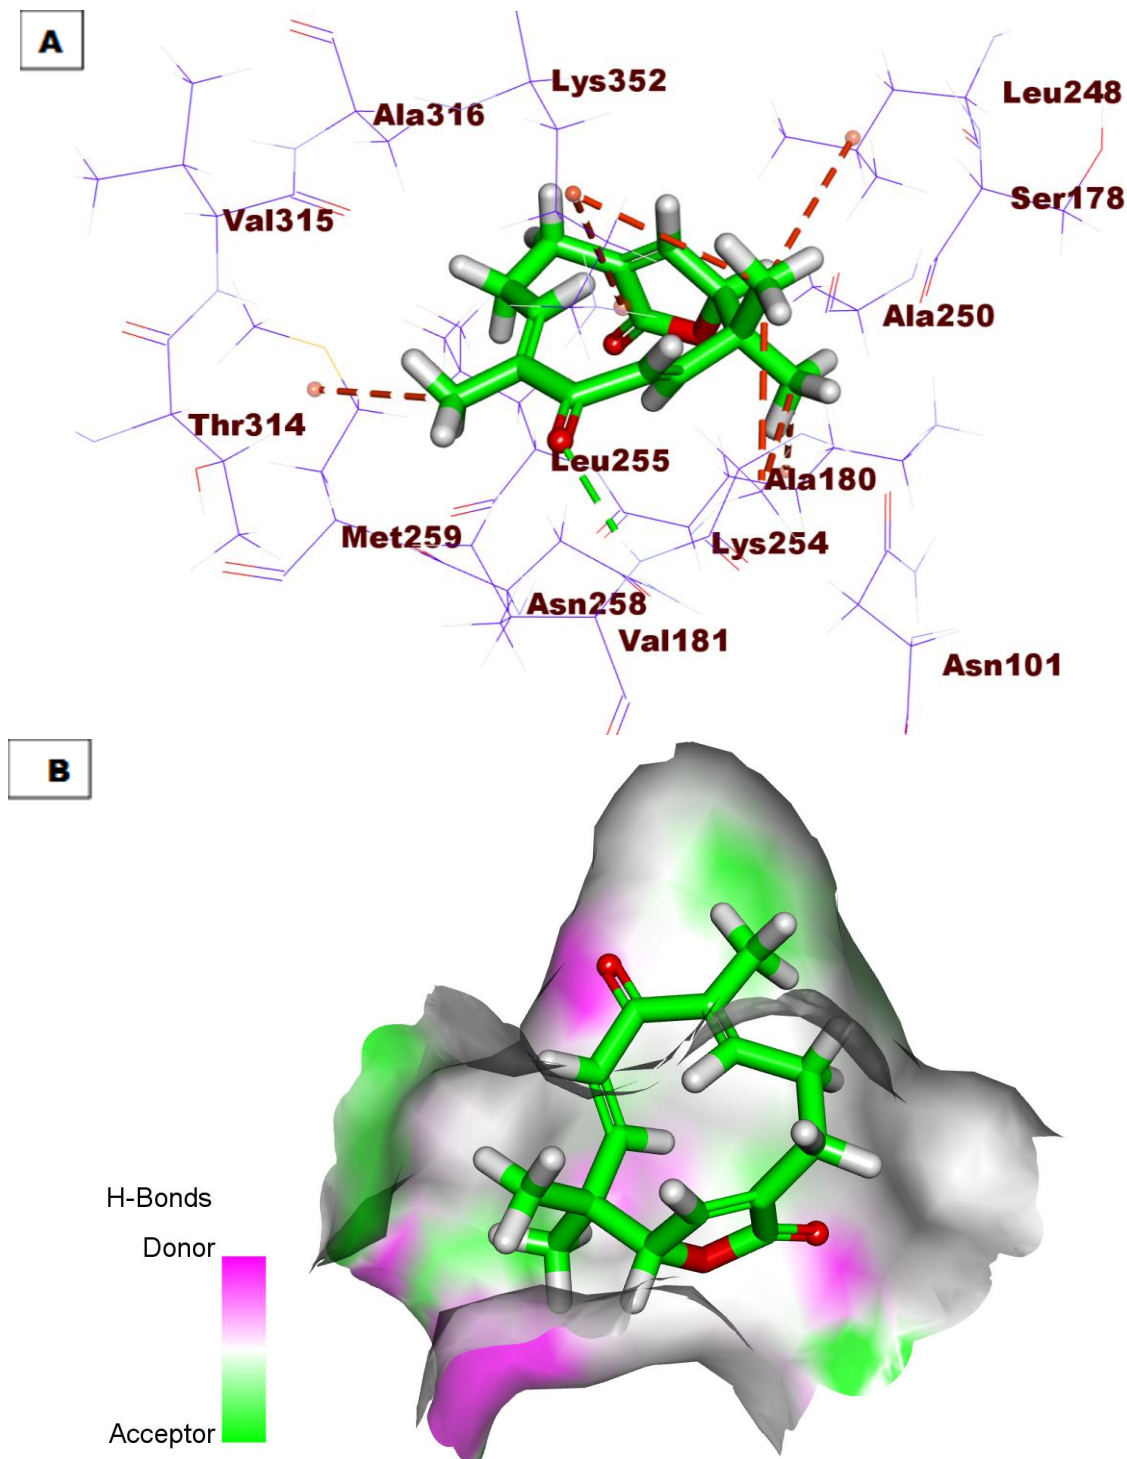 A
Lys352
Leu248
Ala316
Ser178
Val315
Ala250
Thr314
Leu255
Ala180
Met259
Lys254
Asn258
Val181
Asn101
B
H-Bonds
Donor
Acceptor